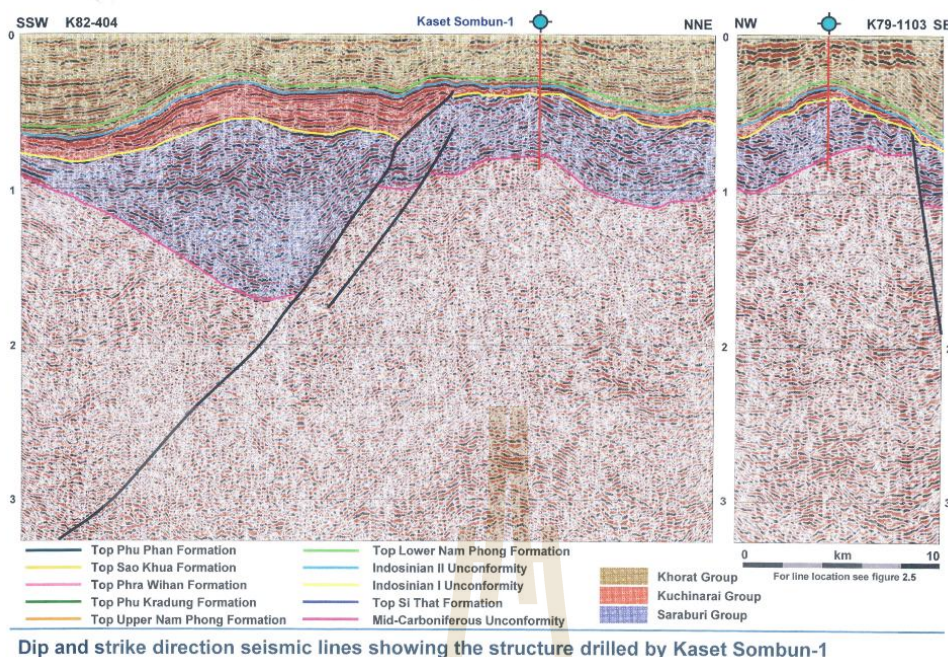 SSW K82-404 Kaset Sombun-1 NNE NW K79-1103 SE
0 0
1 1
2 2
3 3
Top Phu Phan Formation
Top Sao Khua Formation
Top Phra Wihan Formation
Top Phu Kradung Formation
Top Upper Nam Phong Formation
Top Lower Nam Phong Formation
Indosinian II Unconformity
Indosinian I Unconformity
Top Si That Formation
Mid-Carboniferous Unconformity
Khorat Group
Kuchinarai Group
Saraburi Group
0 km 10
For line location see figure 2.5
Dip and strike direction seismic lines showing the structure drilled by Kaset Sombun-1